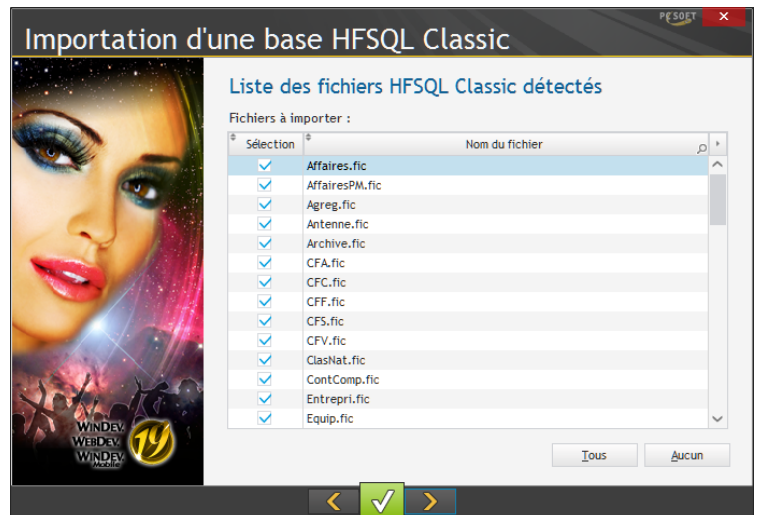 PC SOFT
Importation d'une base HFSQL Classic
Liste des fichiers HFSQL Classic détectés
Fichiers à importer :
Sélection Nom du fichier
Affaires.fic
AffairesPM.fic
Agreg.fic
Antenne.fic
Archive.fic
CFA.fic
CFC.fic
CFF.fic
CFS.fic
CFV.fic
ClasNat.fic
ContComp.fic
Entrepri.fic
Equip.fic
WINDEV
WEBDEV
WINDEV
Mobile
19
Tous Aucun